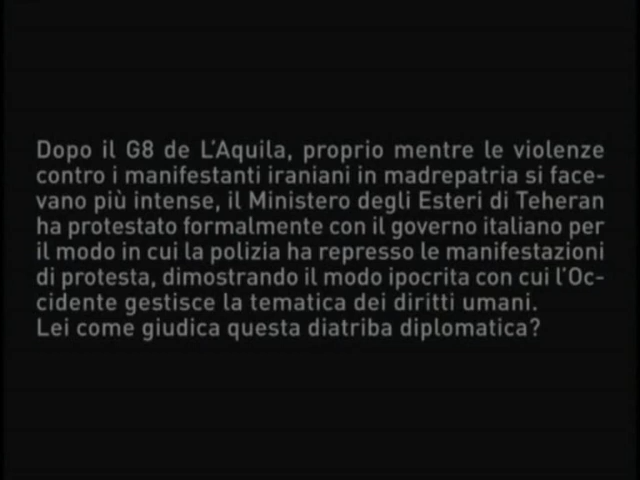 Dopo il G8 de L'Aquila, proprio mentre le violenze
contro i manifestanti iraniani in madrepatria si face-
vano più intense, il Ministero degli Esteri di Teheran
ha protestato formalmente con il governo italiano per
il modo in cui la polizia ha represso le manifestazioni
di protesta, dimostrando il modo ipocrita con cui l'Oc-
cidente gestisce la tematica dei diritti umani.
Lei come giudica questa diatriba diplomatica?